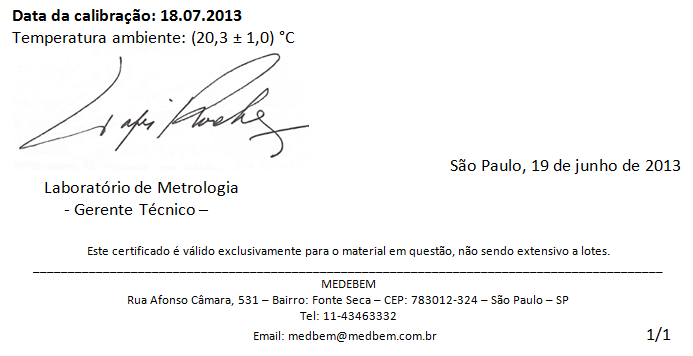 Data da calibração: 18.07.2013
Temperatura ambiente: (20,3 ± 1,0) °C
São Paulo, 19 de junho de 2013
Laboratório de Metrologia
- Gerente Técnico –
Este certificado é válido exclusivamente para o material em questão, não sendo extensivo a lotes.
MEDEBEM
Rua Afonso Câmara, 531 – Bairro: Fonte Seca – CEP: 783012-324 – São Paulo – SP
Tel: 11-43463332
Email: medbem@medbem.com.br
1/1